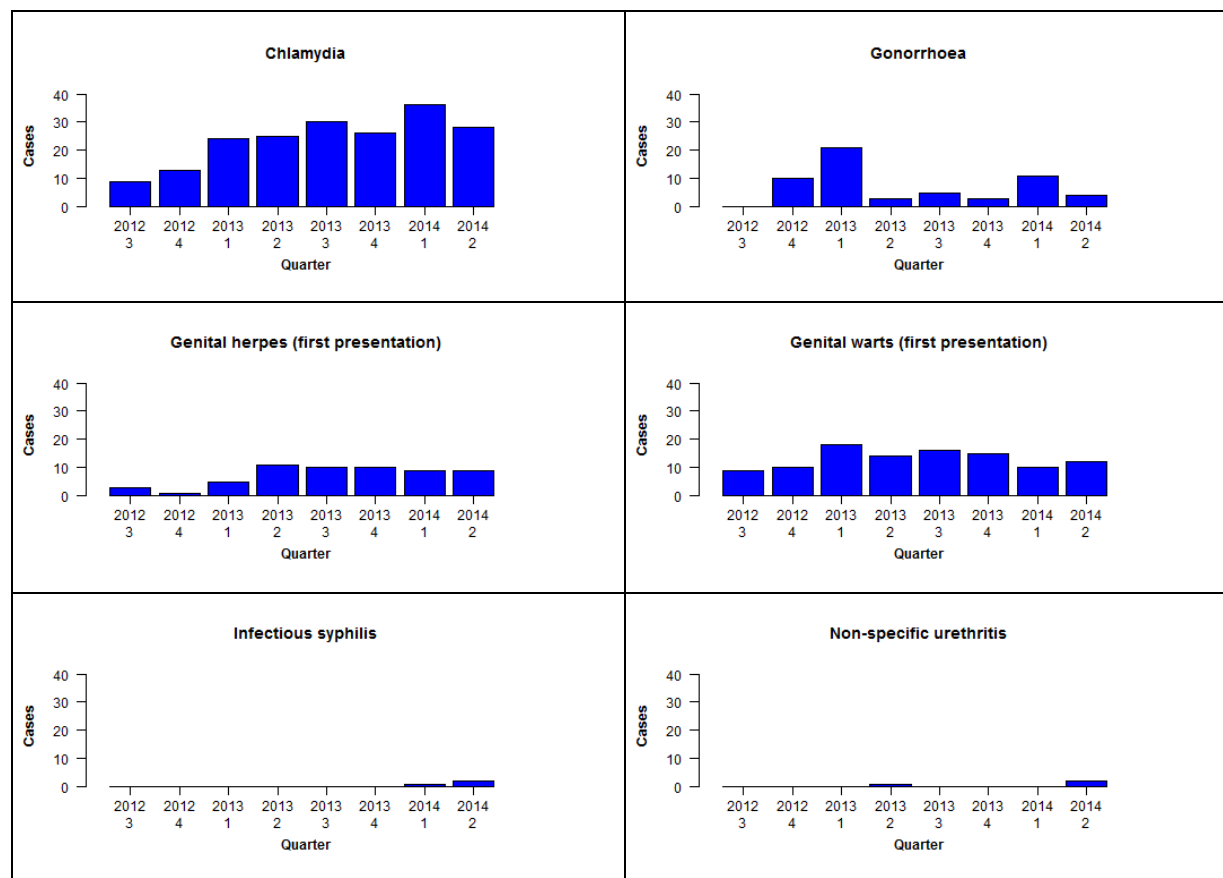 Chlamydia
Cases
40
30
20
10
0
2012 2012 2013 2013 2013 2013 2014 2014
3 4 1 2 3 4 1 2
Quarter
Gonorrhoea
Cases
40
30
20
10
0
2012 2012 2013 2013 2013 2013 2014 2014
3 4 1 2 3 4 1 2
Quarter
Genital herpes (first presentation)
Cases
40
30
20
10
0
2012 2012 2013 2013 2013 2013 2014 2014
3 4 1 2 3 4 1 2
Quarter
Genital warts (first presentation)
Cases
40
30
20
10
0
2012 2012 2013 2013 2013 2013 2014 2014
3 4 1 2 3 4 1 2
Quarter
Infectious syphilis
Cases
40
30
20
10
0
2012 2012 2013 2013 2013 2013 2014 2014
3 4 1 2 3 4 1 2
Quarter
Non-specific urethritis
Cases
40
30
20
10
0
2012 2012 2013 2013 2013 2013 2014 2014
3 4 1 2 3 4 1 2
Quarter